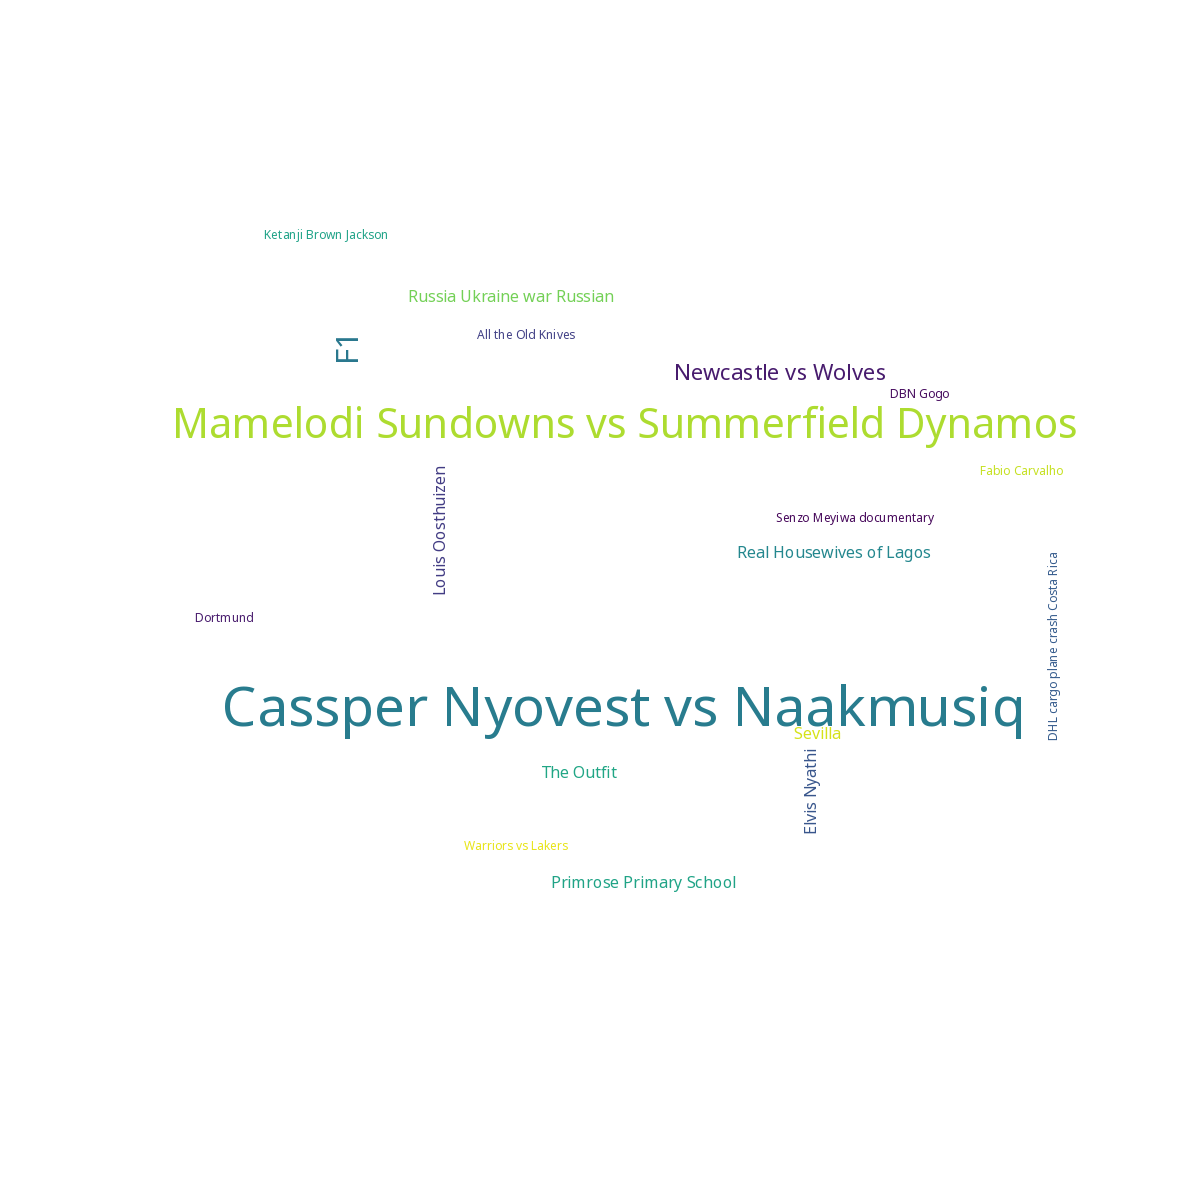 Ketanji Brown Jackson
Russia Ukraine war Russian
All the Old Knives
F1
Newcastle vs Wolves
DBN Gogo
Mamelodi Sundowns vs Summerfield Dynamos
Fabio Carvalho
Louis Oosthuizen
Senzo Meyiwa documentary
Real Housewives of Lagos
DHL cargo plane crash Costa Rica
Dortmund
Cassper Nyovest vs Naakmusiq
Sevilla
The Outfit
Elvis Nyathi
Warriors vs Lakers
Primrose Primary School